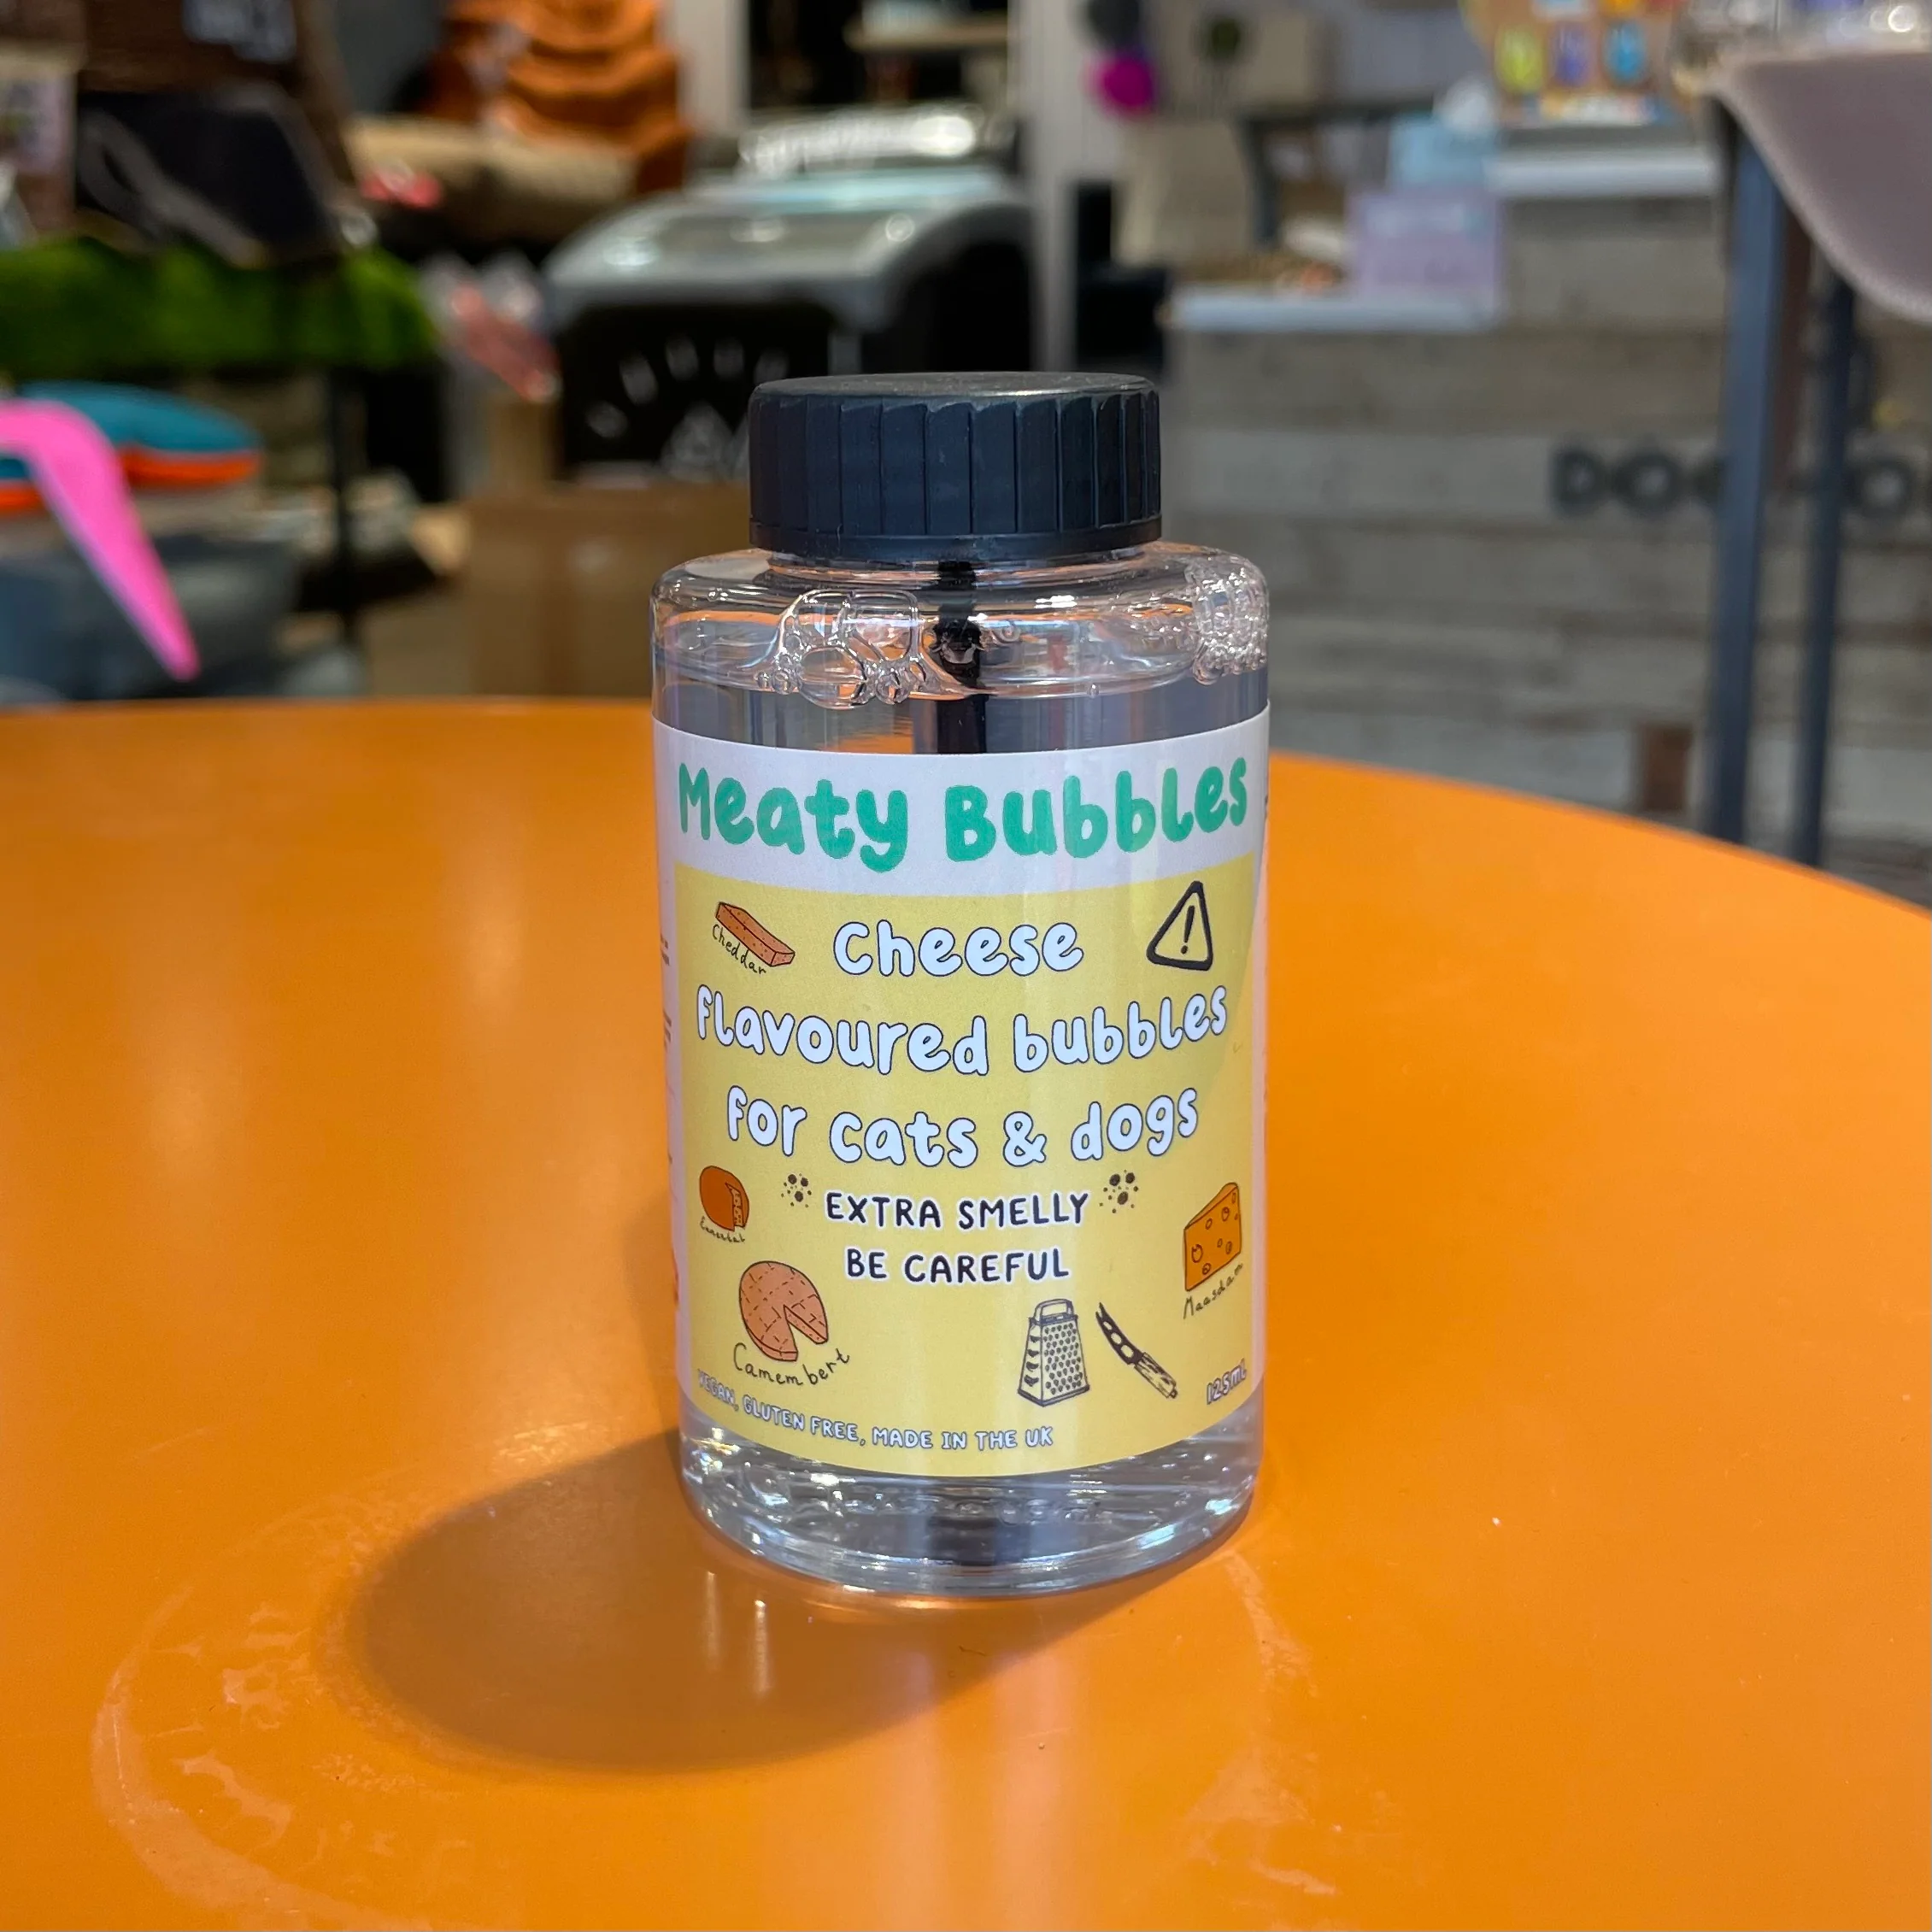 Meaty Bubbles
Cheddar
Cheese
flavoured bubbles
for cats & dogs
EXTRA SMELLY
BE CAREFUL
Maasdam
Camembert
125mL
VEGAN, GLUTEN FREE, MADE IN THE UK